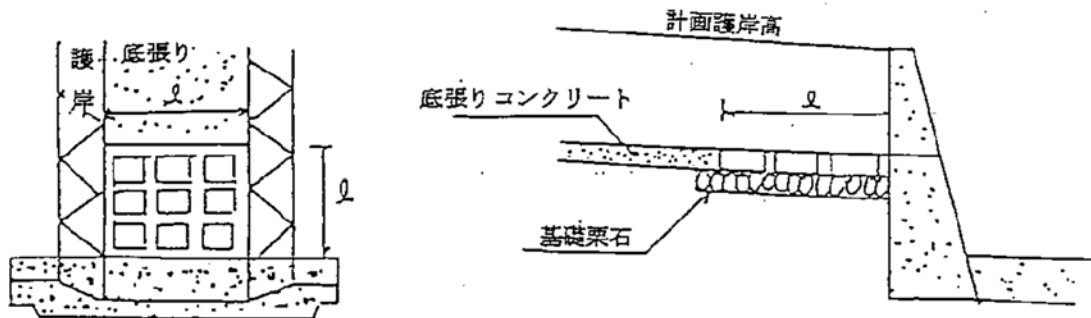 護岸
底張り
ℓ
ℓ
計画護岸高
底張りコンクリート
ℓ
基礎栗石